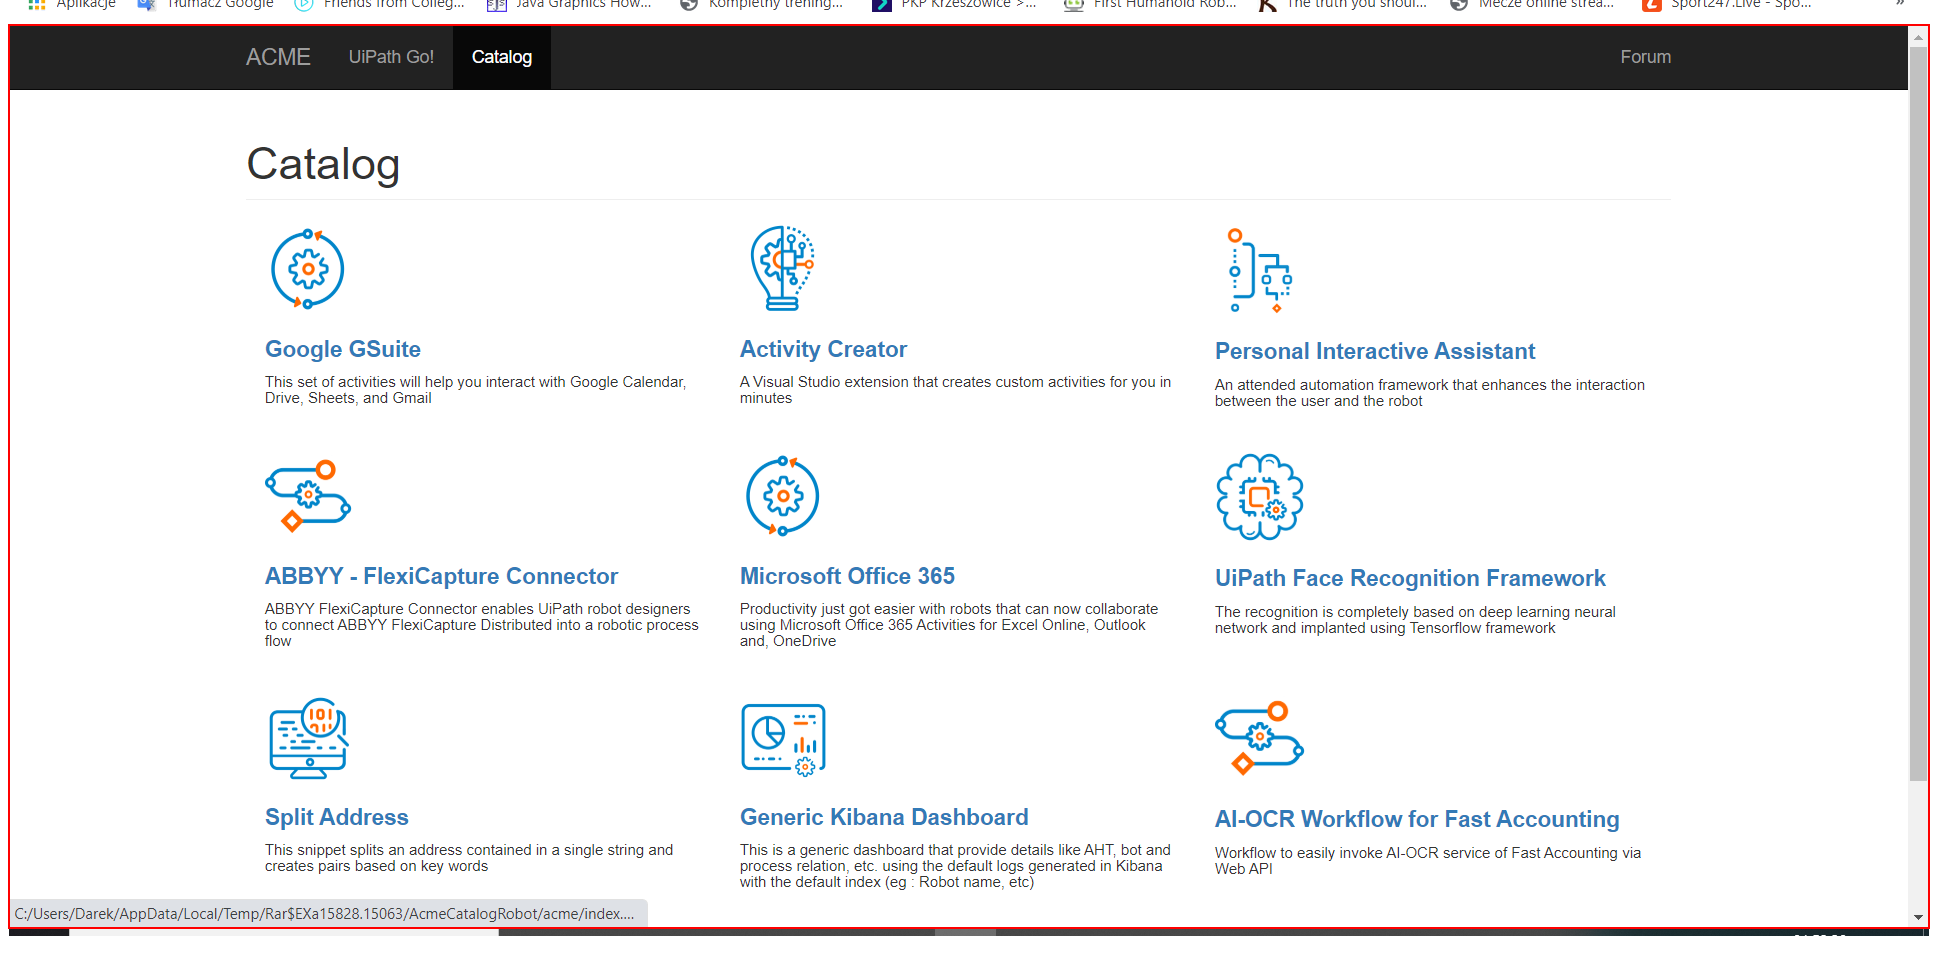 Aplikacje Tłumacz Google Friends from Colleg... Java Graphics How... Kompletny trening... PKP Krzeszowice >... First Humanoid Rob... The truth you shoul... Mecze online strea... Sport247.Live - Spo... »
ACME UiPath Go! Catalog Forum
Catalog
Google GSuite
This set of activities will help you interact with Google Calendar,
Drive, Sheets, and Gmail
Activity Creator
A Visual Studio extension that creates custom activities for you in
minutes
Personal Interactive Assistant
An attended automation framework that enhances the interaction
between the user and the robot
ABBYY - FlexiCapture Connector
ABBYY FlexiCapture Connector enables UiPath robot designers
to connect ABBYY FlexiCapture Distributed into a robotic process
flow
Microsoft Office 365
Productivity just got easier with robots that can now collaborate
using Microsoft Office 365 Activities for Excel Online, Outlook
and, OneDrive
UiPath Face Recognition Framework
The recognition is completely based on deep learning neural
network and implanted using Tensorflow framework
Split Address
This snippet splits an address contained in a single string and
creates pairs based on key words
Generic Kibana Dashboard
This is a generic dashboard that provide details like AHT, bot and
process relation, etc. using the default logs generated in Kibana
with the default index (eg : Robot name, etc)
AI-OCR Workflow for Fast Accounting
Workflow to easily invoke AI-OCR service of Fast Accounting via
Web API
C:/Users/Darek/AppData/Local/Temp/Rar$EXa15828.15063/AcmeCatalogRobot/acme/index....